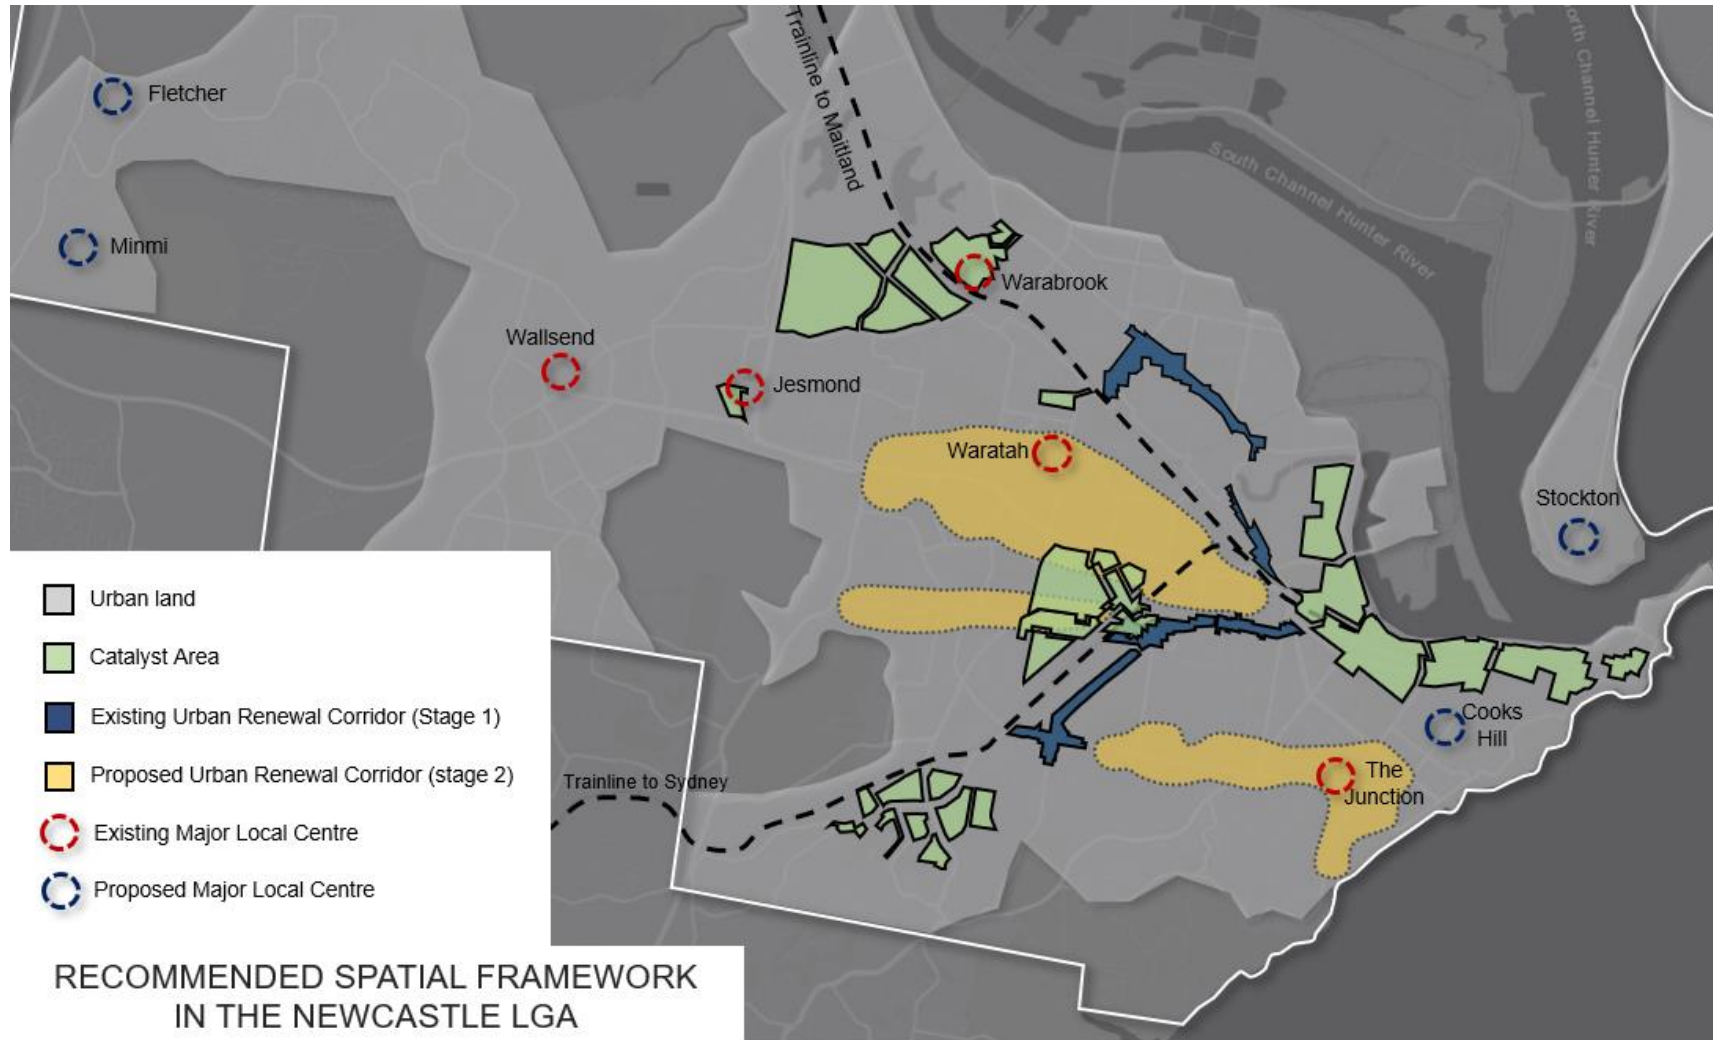 Fletcher
Trainline to Maitland
orth Channel Hunter River
South Channel Hunter River
Minmi
Warabrook
Wallsend
Jesmond
Waratah
Stockton
Urban land
Catalyst Area
Existing Urban Renewal Corridor (Stage 1)
Cooks
Hill
Proposed Urban Renewal Corridor (stage 2)
Trainline to Sydney
The
Junction
Existing Major Local Centre
Proposed Major Local Centre
RECOMMENDED SPATIAL FRAMEWORK
IN THE NEWCASTLE LGA